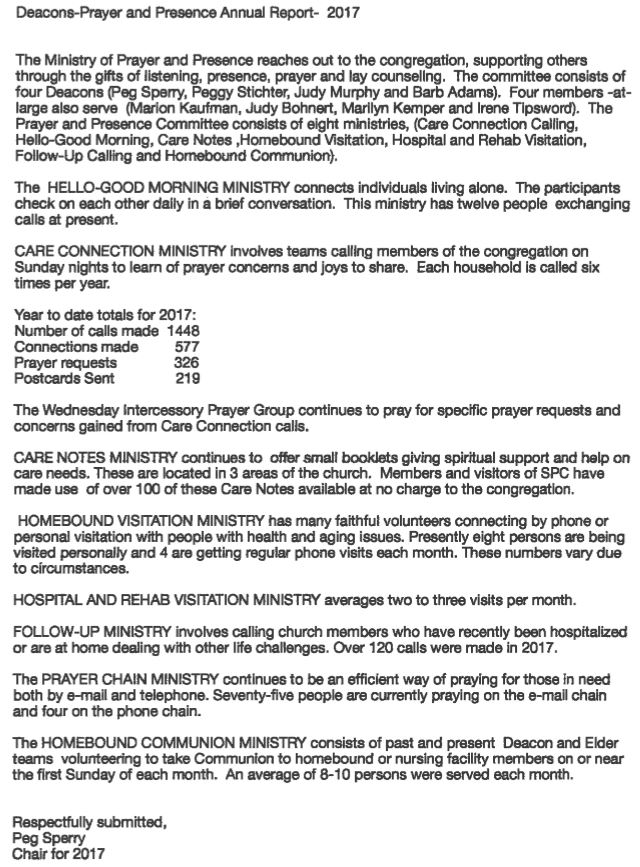 Deacons-Prayer and Presence Annual Report- 2017
The Ministry of Prayer and Presence reaches out to the congregation, supporting others
through the gifts of listening, presence, prayer and lay counseling. The committee consists of
four Deacons (Peg Sperry, Peggy Stichter, Judy Murphy and Barb Adams). Four members -at-
large also serve (Marion Kaufman, Judy Bohnert, Marilyn Kemper and Irene Tipsword). The
Prayer and Presence Committee consists of eight ministries, (Care Connection Calling,
Hello-Good Morning, Care Notes ,Homebound Visitation, Hospital and Rehab Visitation,
Follow-Up Calling and Homebound Communion).
The HELLO-GOOD MORNING MINISTRY connects individuals living alone. The participants
check on each other daily in a brief conversation. This ministry has twelve people exchanging
calls at present.
CARE CONNECTION MINISTRY involves teams calling members of the congregation on
Sunday nights to learn of prayer concerns and joys to share. Each household is called six
times per year.
Year to date totals for 2017:
Number of calls made 1448
Connections made 577
Prayer requests 326
Postcards Sent 219
The Wednesday Intercessory Prayer Group continues to pray for specific prayer requests and
concerns gained from Care Connection calls.
CARE NOTES MINISTRY continues to offer small booklets giving spiritual support and help on
care needs. These are located in 3 areas of the church. Members and visitors of SPC have
made use of over 100 of these Care Notes available at no charge to the congregation.
HOMEBOUND VISITATION MINISTRY has many faithful volunteers connecting by phone or
personal visitation with people with health and aging issues. Presently eight persons are being
visited personally and 4 are getting regular phone visits each month. These numbers vary due
to circumstances.
HOSPITAL AND REHAB VISITATION MINISTRY averages two to three visits per month.
FOLLOW-UP MINISTRY involves calling church members who have recently been hospitalized
or are at home dealing with other life challenges. Over 120 calls were made in 2017.
The PRAYER CHAIN MINISTRY continues to be an efficient way of praying for those in need
both by e-mail and telephone. Seventy-five people are currently praying on the e-mail chain
and four on the phone chain.
The HOMEBOUND COMMUNION MINISTRY consists of past and present Deacon and Elder
teams volunteering to take Communion to homebound or nursing facility members on or near
the first Sunday of each month. An average of 8-10 persons were served each month.
Respectfully submitted,
Peg Sperry
Chair for 2017